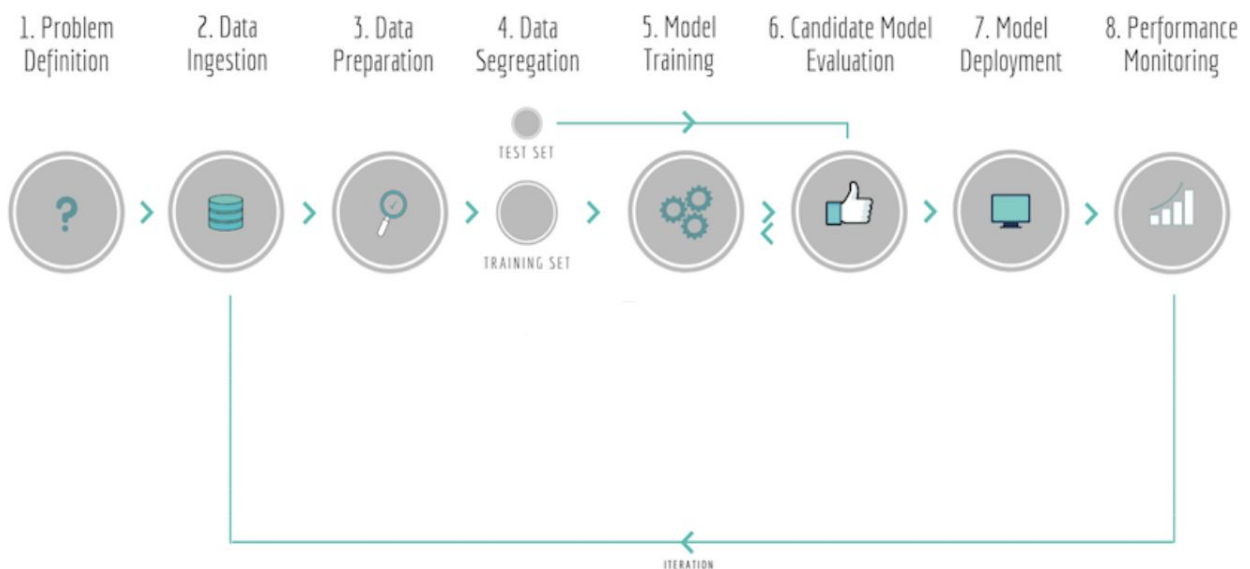 1. Problem
Definition
2. Data
Ingestion
3. Data
Preparation
4. Data
Segregation
5. Model
Training
6. Candidate Model
Evaluation
7. Model
Deployment
8. Performance
Monitoring
TEST SET
TRAINING SET
ITERATION